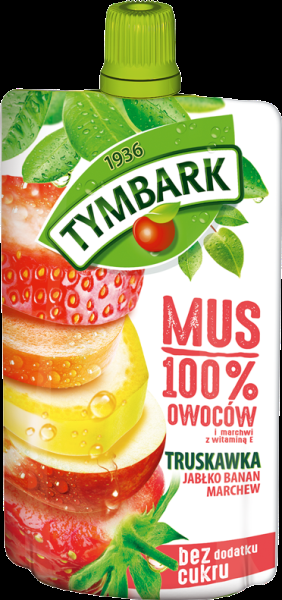 1936
TYMBARK
MUS
100%
OWOCÓW
i marchwi
z witaminą E
TRUSKAWKA
JABŁKO BANAN
MARCHEW
bez dodatku
cukru